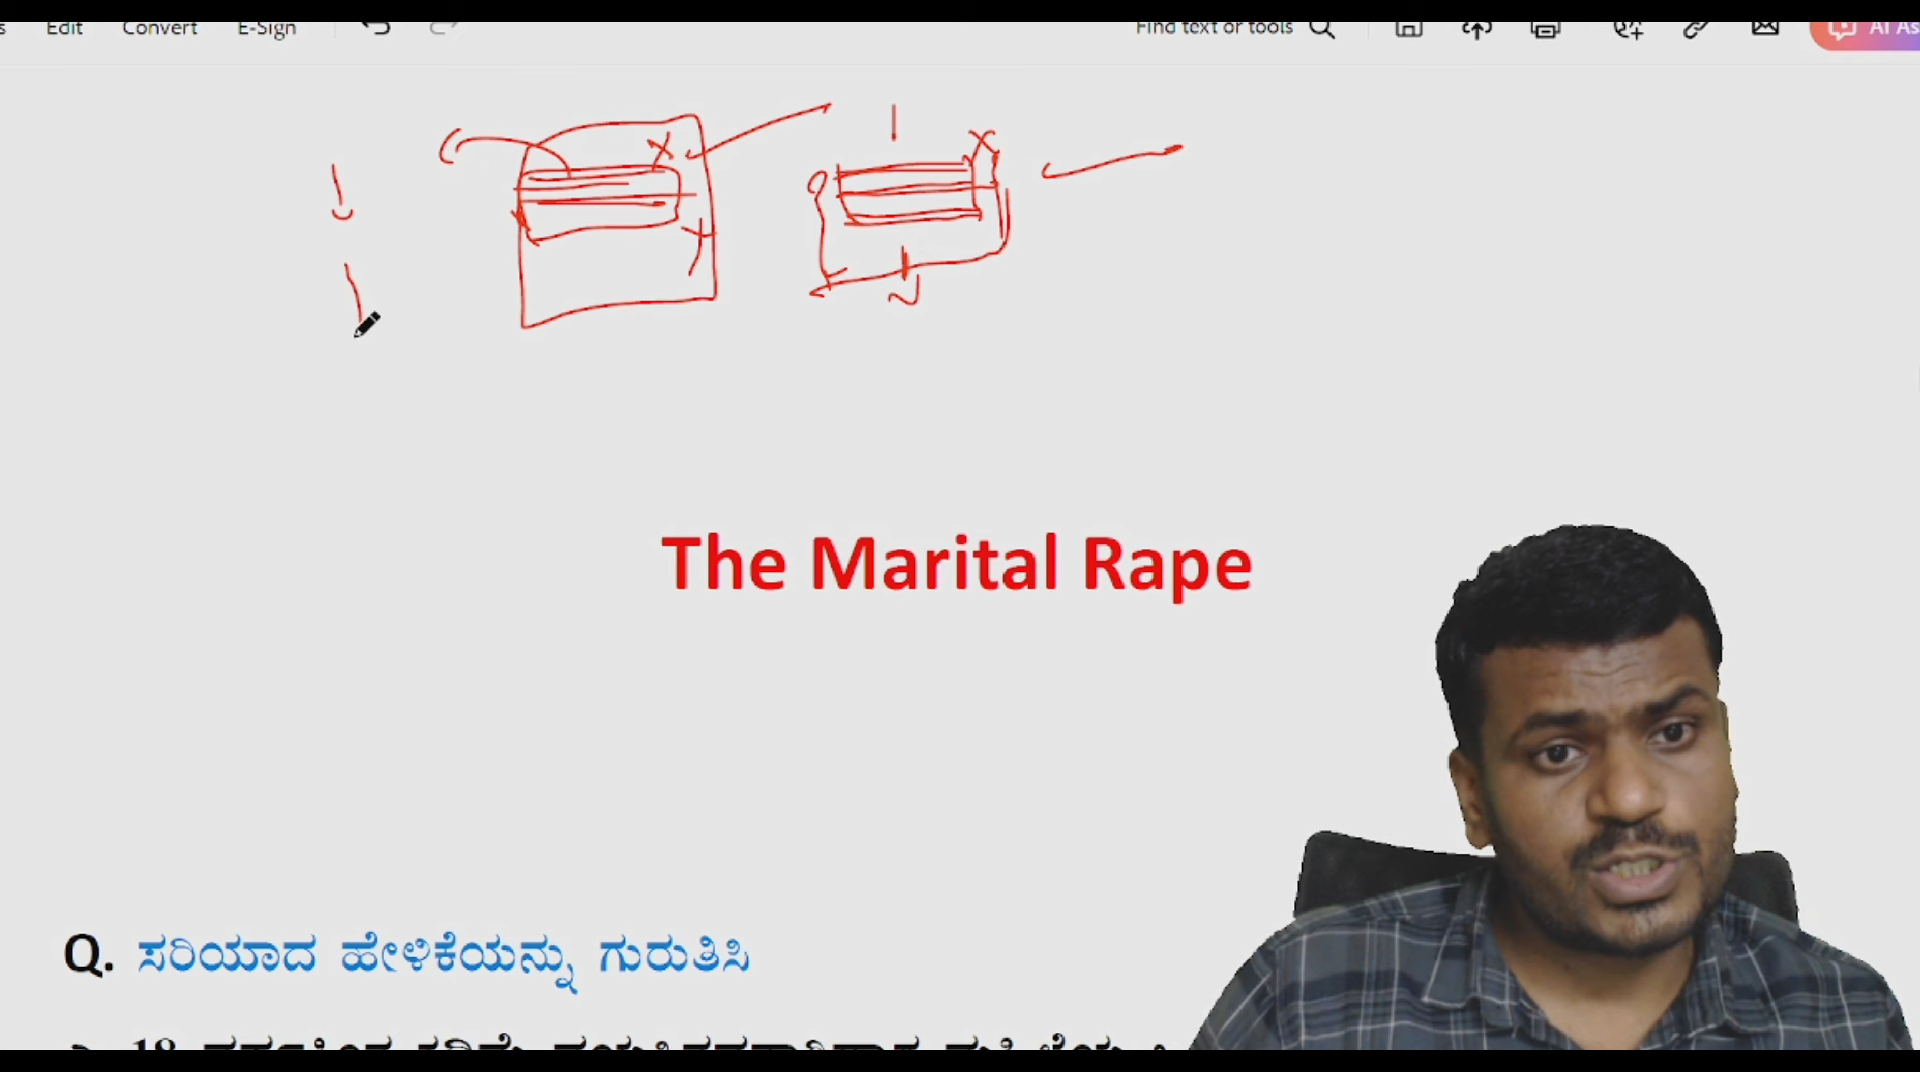 Edit Convert E-Sign Find text or tools
The Marital Rape
Q. ಸರಿಯಾದ ಹೇಳಿಕೆಯನ್ನು ಗುರುತಿಸಿ